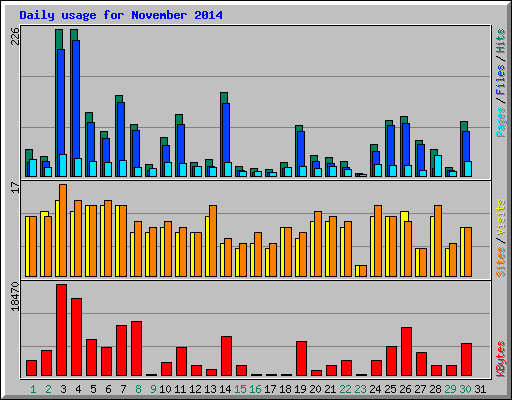 Daily usage for November 2014
226
Pages / Files / Hits
17
Sites / Visits
18470
KBytes
1 2 3 4 5 6 7 8 9 10 11 12 13 14 15 16 17 18 19 20 21 22 23 24 25 26 27 28 29 30 31